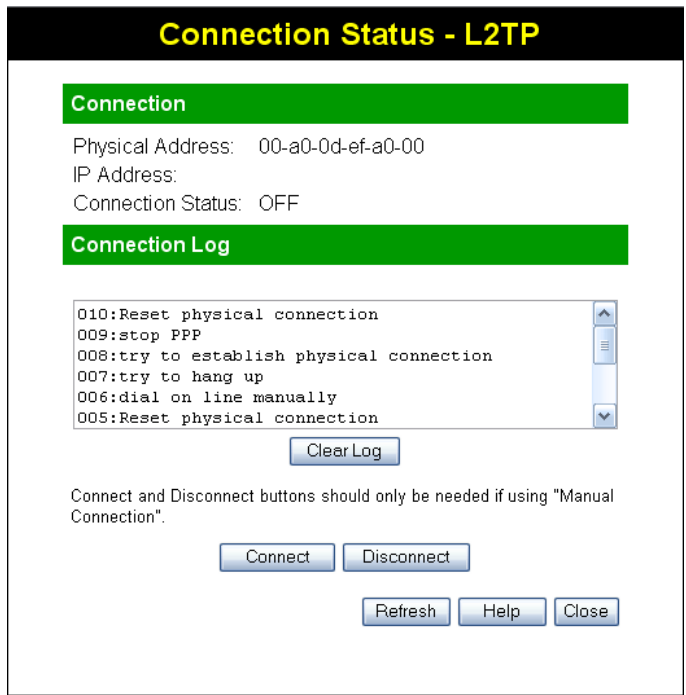 Connection Status - L2TP
Connection
Physical Address: 00-a0-0d-ef-a0-00
IP Address:
Connection Status: OFF
Connection Log
010:Reset physical connection
009:stop PPP
008:try to establish physical connection
007:try to hang up
006:dial on line manually
005:Reset physical connection
Clear Log
Connect and Disconnect buttons should only be needed if using "Manual
Connection".
Connect Disconnect
Refresh Help Close